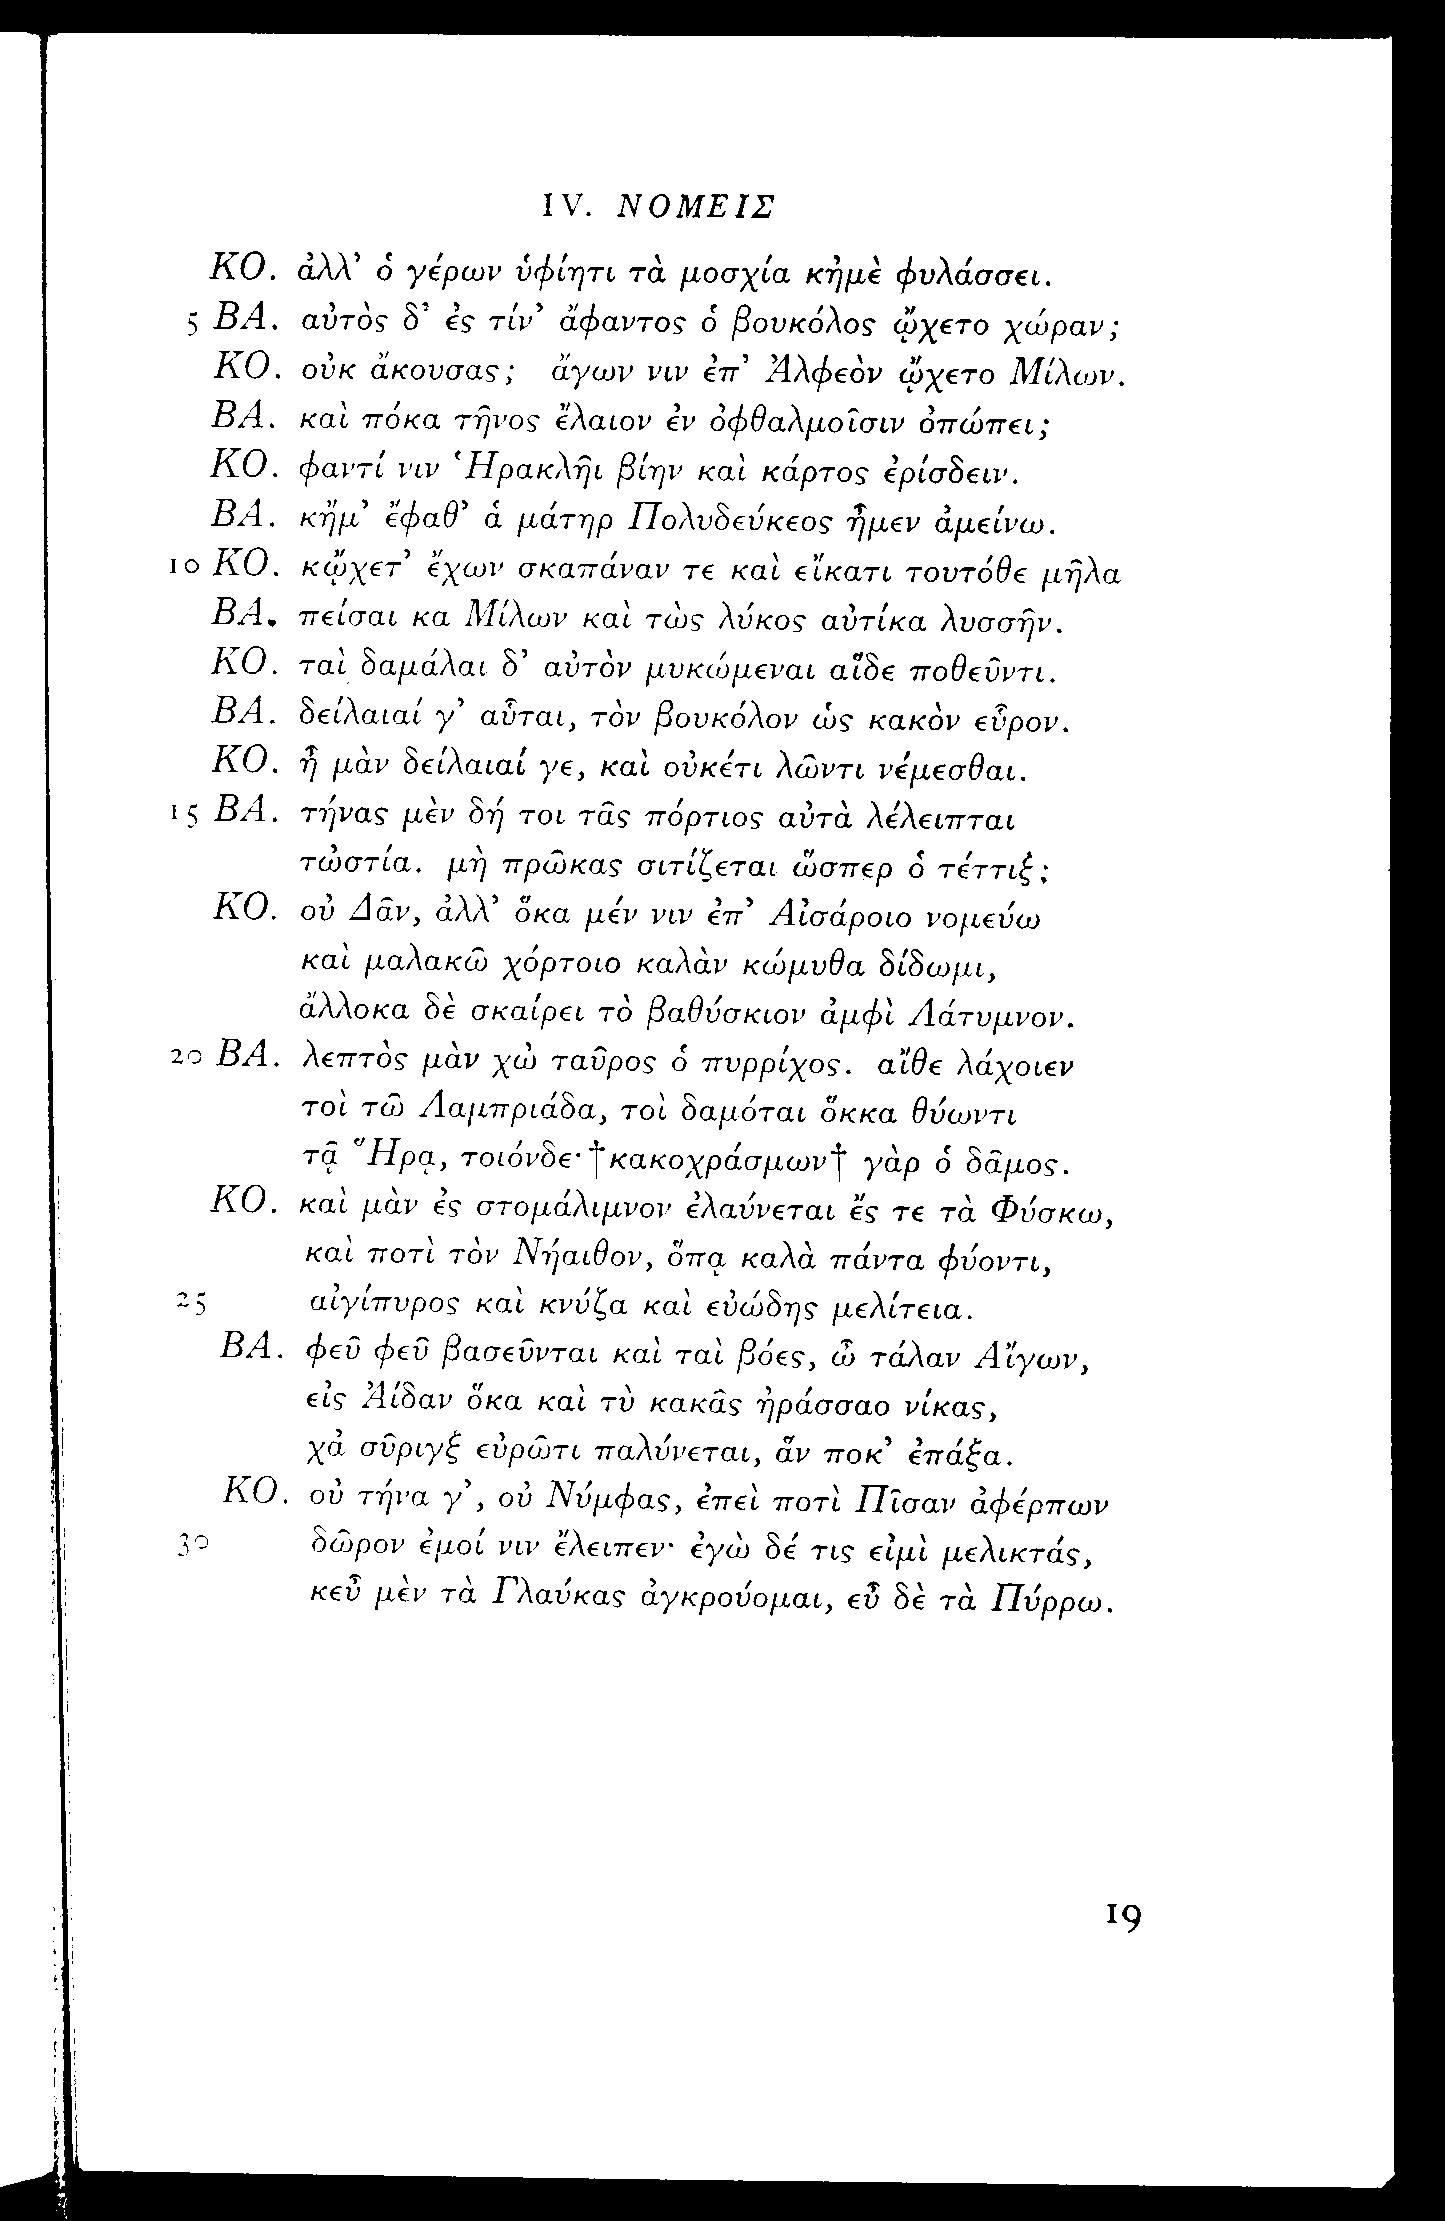 IV. ΝΟΜΕΙΣ
ΚΟ. ἀλλ’ ὁ γέρων ὑφίητι τὰ μοσχία κἠμὲ φυλάσσει.
5 ΒΑ. αὐτὸς δ’ ἐς τίν’ ἄφαντος ὁ βουκόλος ᾤχετο χώραν;
ΚΟ. οὐκ ἄκουσας; ἄγων νιν ἐπ’ Ἀλφεὸν ᾤχετο Μίλων.
ΒΑ. καὶ πόκα τῆνος ἔλαιον ἐν ὀφθαλμοῖσιν ὀπώπει;
ΚΟ. φαντί νιν Ἡρακλῆι βίην καὶ κάρτος ἐρίσδειν.
ΒΑ. κἤμ’ ἔφαθ’ ἁ μάτηρ Πολυδεύκεος ἦμεν ἀμείνω.
10 ΚΟ. κᾤχετ’ ἔχων σκαπάναν τε καὶ εἴκατι τουτόθε μῆλα
ΒΑ. πείσαι κα Μίλων καὶ τὼς λύκος αὐτίκα λυσσῆν.
ΚΟ. ταὶ δαμάλαι δ’ αὐτὸν μυκώμεναι αἵδε ποθεῦντι.
ΒΑ. δείλαιαί γ’ αὗται, τὸν βουκόλον ὡς κακὸν εὗρον.
ΚΟ. ἦ μὰν δείλαιαί γε, καὶ οὐκέτι λῶντι νέμεσθαι.
15 ΒΑ. τήνας μὲν δή τοι τᾶς πόρτιος αὐτὰ λέλειπται
τὠστία. μὴ πρῶκας σιτίζεται ὥσπερ ὁ τέττιξ;
ΚΟ. οὐ Δᾶν, ἀλλ’ ὅκα μέν νιν ἐπ’ Αἰσάροιο νομεύω
καὶ μαλακῶ χόρτοιο καλὰν κώμυθα δίδωμι,
ἄλλοκα δὲ σκαίρει τὸ βαθύσκιον ἀμφὶ Λάτυμνον.
20 ΒΑ. λεπτὸς μὰν χὠ ταῦρος ὁ πυρρίχος. αἴθε λάχοιεν
τοὶ τῶ Λαμπριάδα, τοὶ δαμόται ὅκκα θύωντι
τᾷ Ἥρᾳ, τοιόνδε· †κακοχράσμων† γὰρ ὁ δᾶμος.
ΚΟ. καὶ μὰν ἐς στομάλιμνον ἐλαύνεται ἔς τε τὰ Φύσκω,
καὶ ποτὶ τὸν Νήαιθον, ὅπᾳ καλὰ πάντα φύοντι,
25 αἰγίπυρος καὶ κνύζα καὶ εὐώδης μελίτεια.
ΒΑ. φεῦ φεῦ βασεῦνται καὶ ταὶ βόες, ὦ τάλαν Αἴγων,
εἰς Ἀίδαν ὅκα καὶ τὺ κακᾶς ἠράσσαο νίκας,
χἀ σῦριγξ εὐρῶτι παλύνεται, ἅν ποκ’ ἐπάξα.
ΚΟ. οὐ τήνα γ’, οὐ Νύμφας, ἐπεὶ ποτὶ Πῖσαν ἀφέρπων
30 δῶρον ἐμοί νιν ἔλειπεν· ἐγὼ δέ τις εἰμὶ μελικτάς,
κεὖ μὲν τὰ Γλαύκας ἀγκρούομαι, εὖ δὲ τὰ Πύρρω.
19